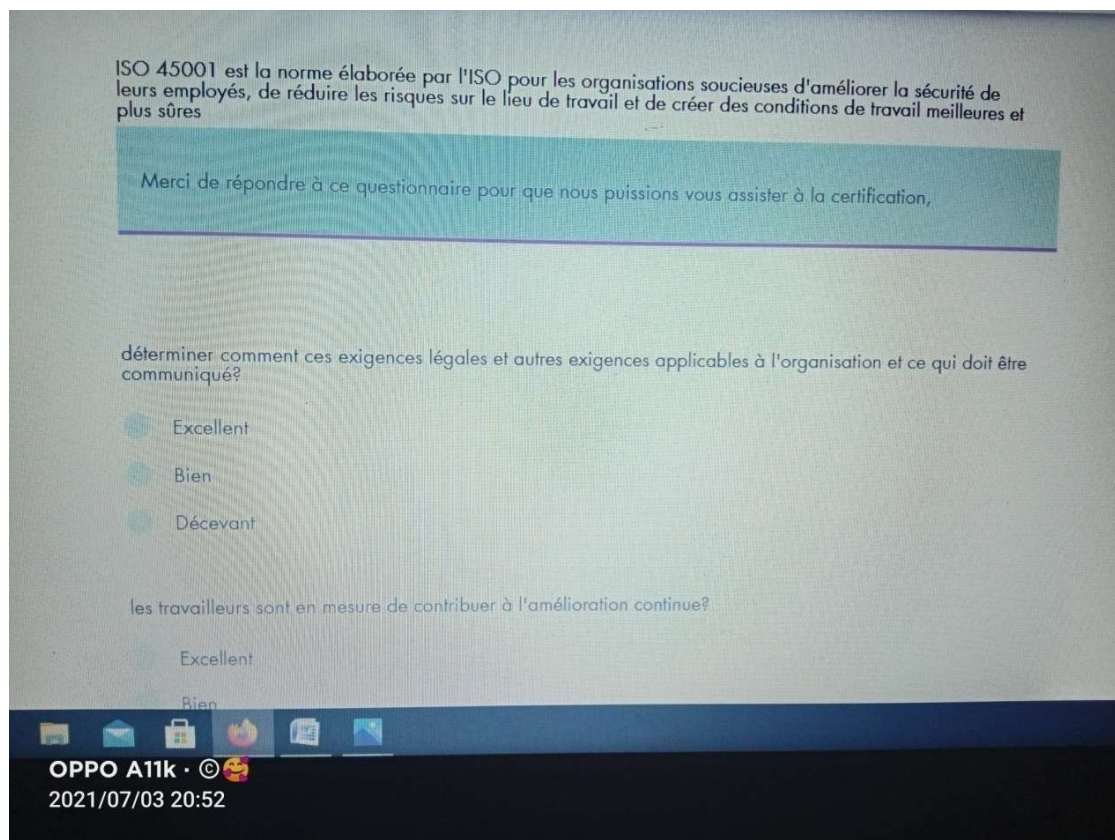 ISO 45001 est la norme élaborée par l'ISO pour les organisations soucieuses d'améliorer la sécurité de
leurs employés, de réduire les risques sur le lieu de travail et de créer des conditions de travail meilleures et
plus sûres
Merci de répondre à ce questionnaire pour que nous puissions vous assister à la certification,
déterminer comment ces exigences légales et autres exigences applicables à l'organisation et ce qui doit être
communiqué?
Excellent
Bien
Décevant
les travailleurs sont en mesure de contribuer à l'amélioration continue?
Excellent
Bien
OPPO A11k · ©🥰
2021/07/03 20:52